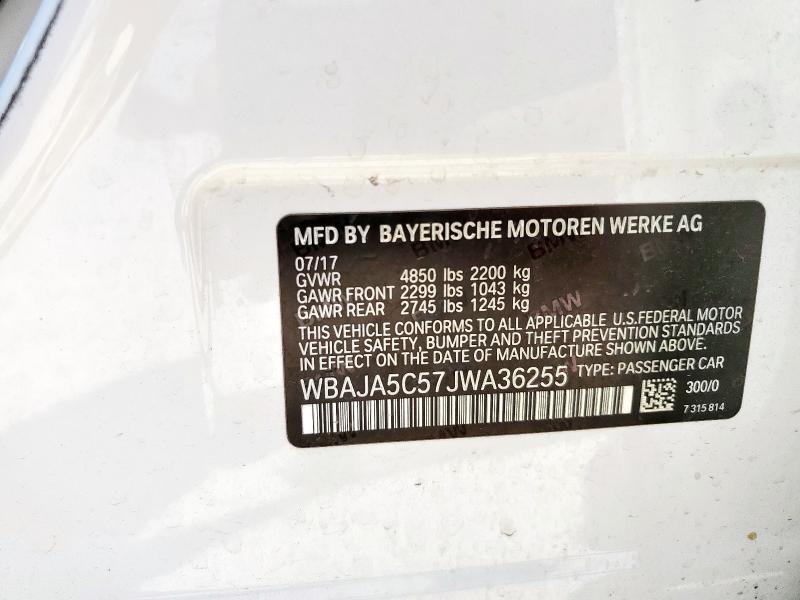 MFD BY BAYERISCHE MOTOREN WERKE AG
07/17
GVWR 4850 lbs 2200 kg
GAWR FRONT 2299 lbs 1043 kg
GAWR REAR 2745 lbs 1245 kg
THIS VEHICLE CONFORMS TO ALL APPLICABLE U.S.FEDERAL MOTOR
VEHICLE SAFETY, BUMPER AND THEFT PREVENTION STANDARDS
IN EFFECT ON THE DATE OF MANUFACTURE SHOWN ABOVE.
WBAJA5C57JWA36255 TYPE: PASSENGER CAR
300/0
7 315 814